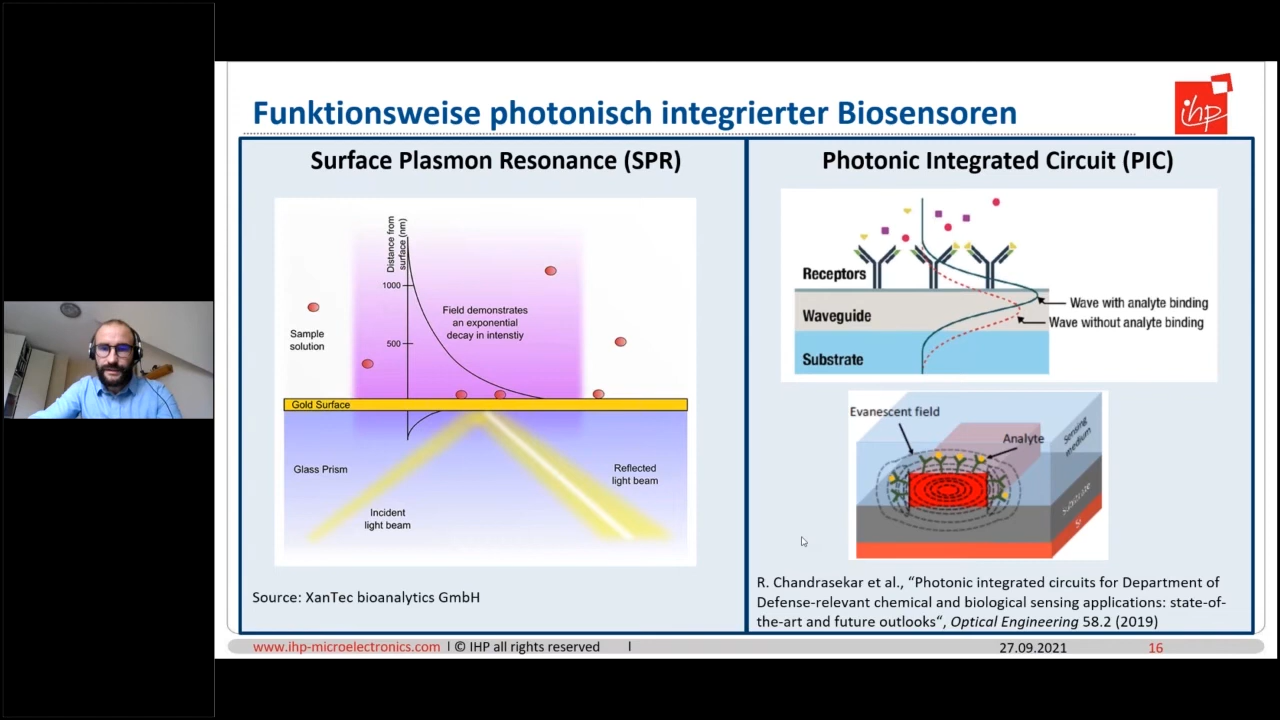 Funktionsweise photonisch integrierter Biosensoren
ihp
Surface Plasmon Resonance (SPR)
Distance from
surface (nm)
1000
500
Sample
solution
Field demonstrates
an exponential
decay in intenstiy
Gold Surface
Glass Prism
Incident
light beam
Reflected
light beam
Source: XanTec bioanalytics GmbH
Photonic Integrated Circuit (PIC)
Receptors
Waveguide
Substrate
Wave with analyte binding
Wave without analyte binding
Evanescent field
Analyte
Sensing
medium
Substrate
Si
R. Chandrasekar et al., “Photonic integrated circuits for Department of
Defense-relevant chemical and biological sensing applications: state-of-
the-art and future outlooks“, Optical Engineering 58.2 (2019)
www.ihp-microelectronics.com I © IHP all rights reserved I
27.09.2021
16